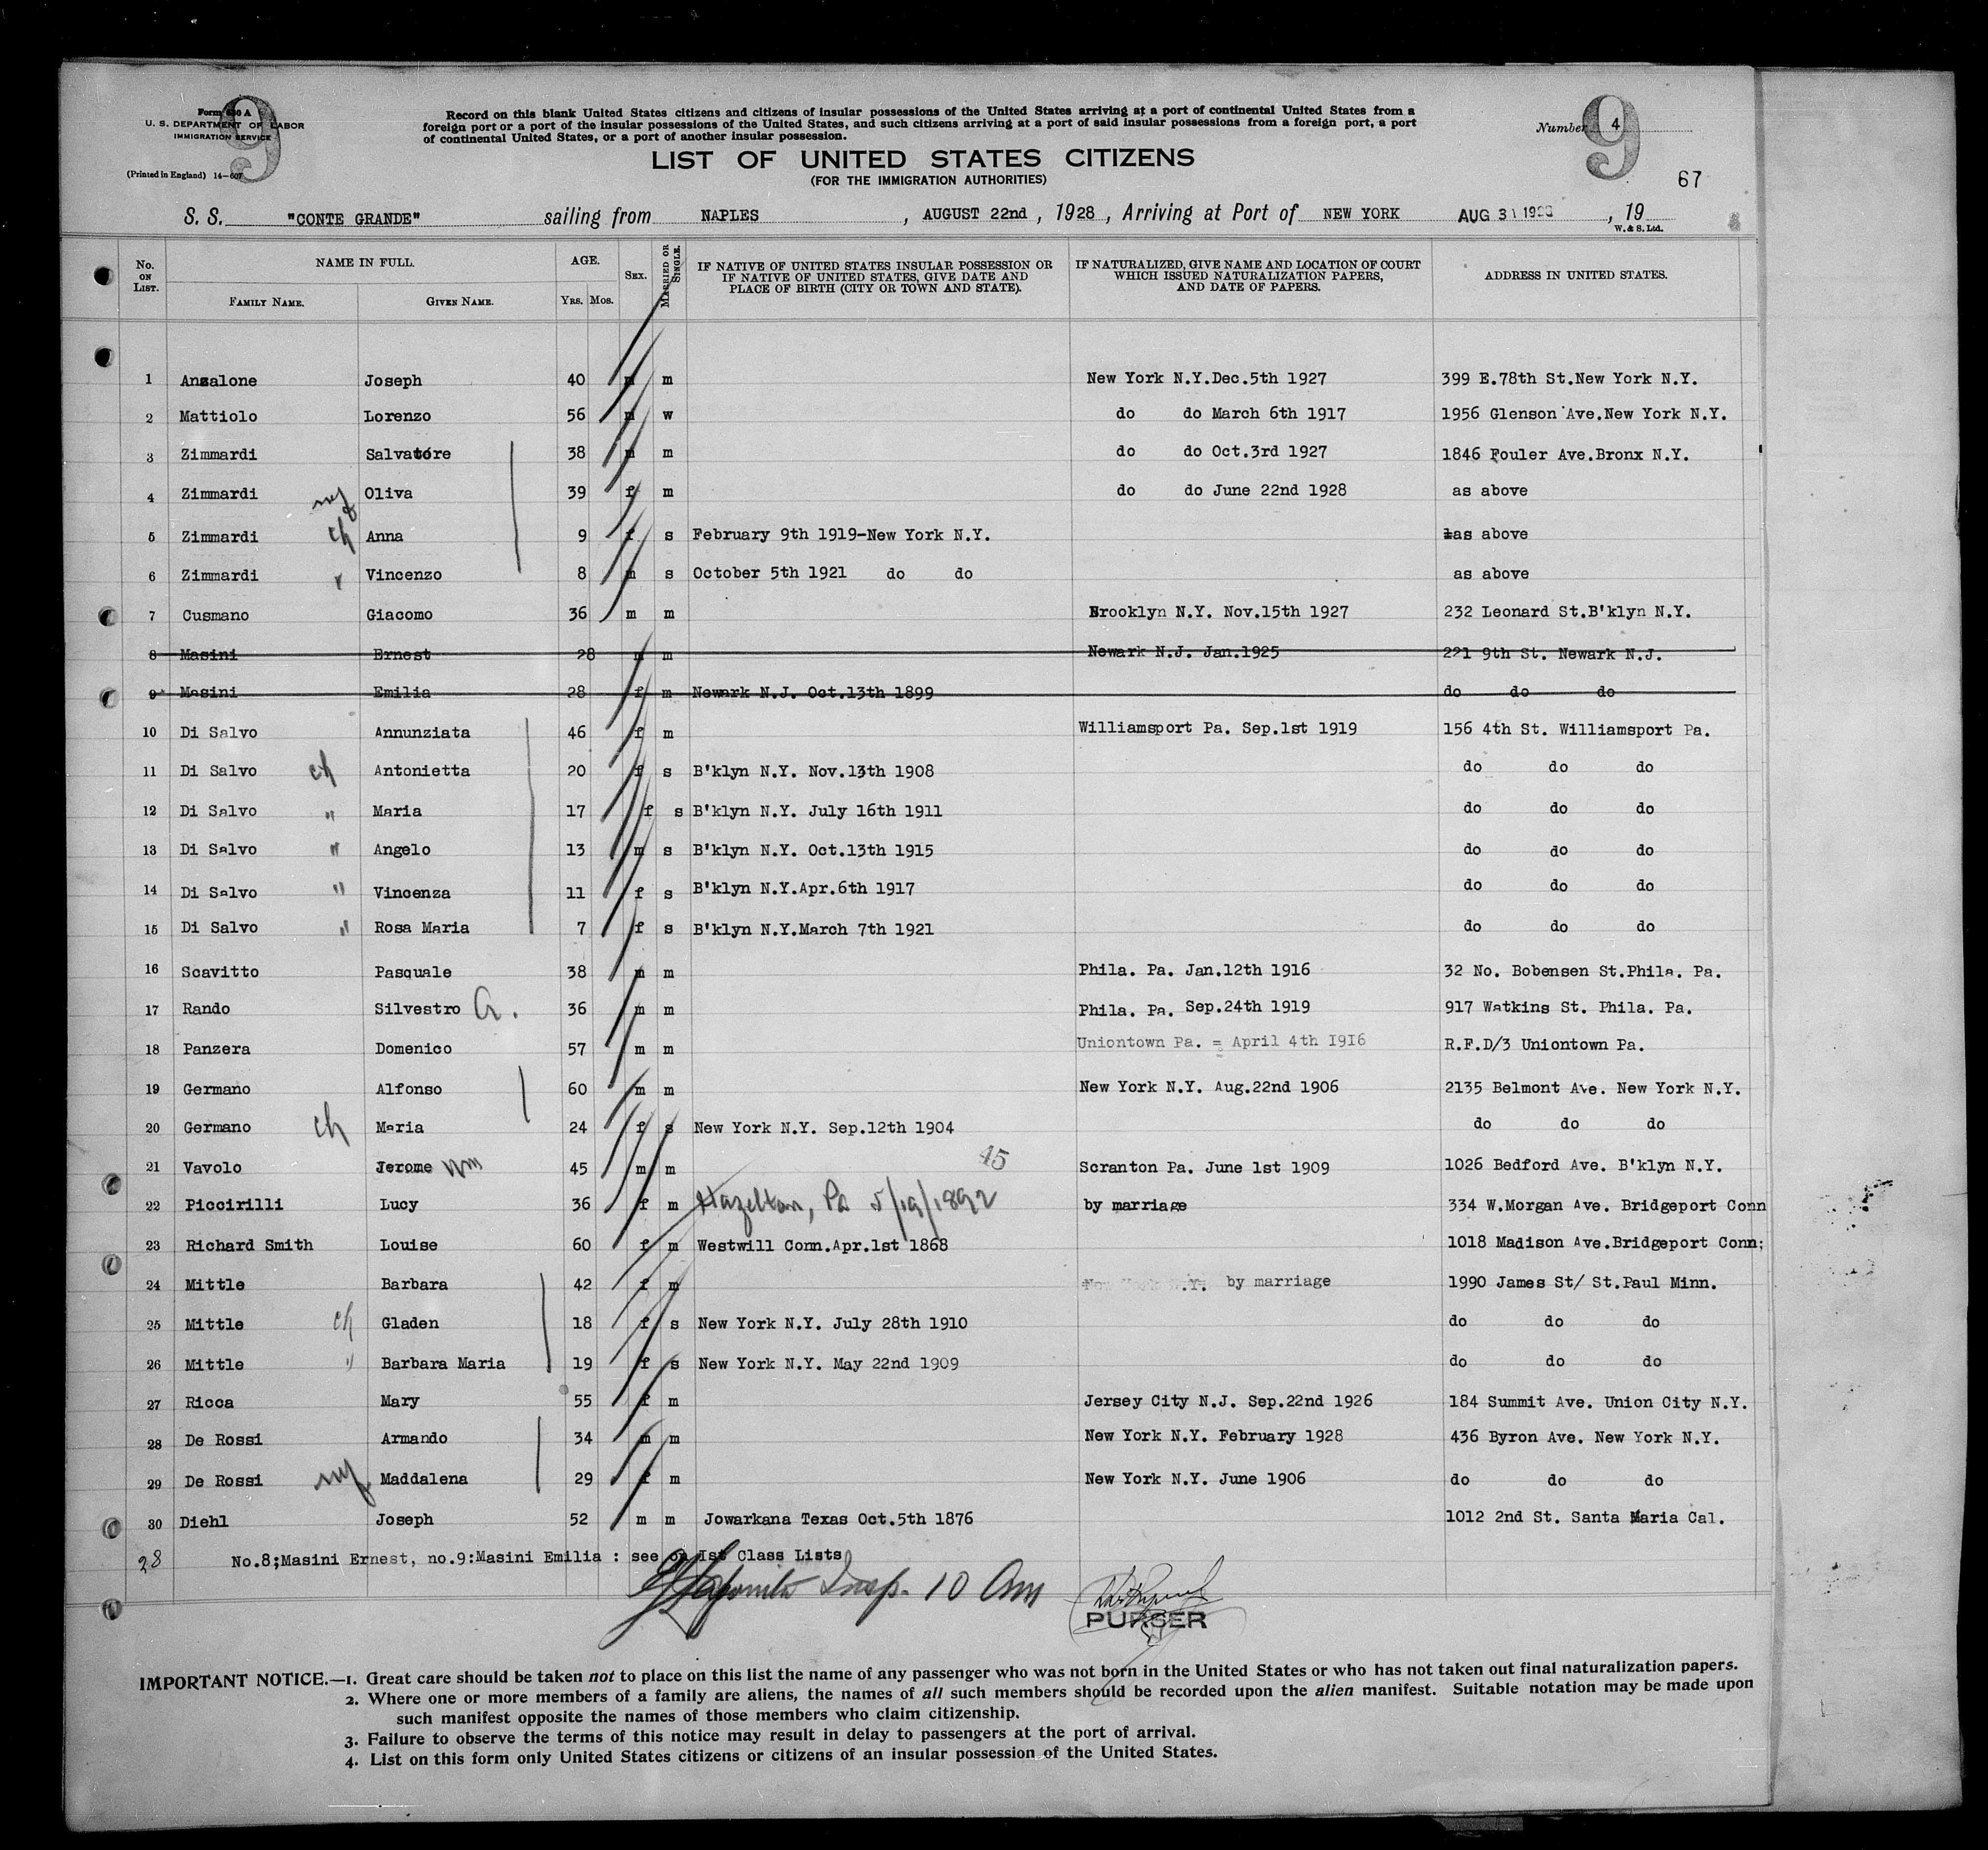 9
Form 630 A
U. S. DEPARTMENT OF LABOR
IMMIGRATION SERVICE
(Printed in England) 14—607
Record on this blank United States citizens and citizens of insular possessions of the United States arriving at a port of continental United States from a
foreign port or a port of the insular possessions of the United States, and such citizens arriving at a port of said insular possessions from a foreign port, a port
of continental United States, or a port of another insular possession.
LIST OF UNITED STATES CITIZENS
(FOR THE IMMIGRATION AUTHORITIES)
Number 4
9
67
S. S. "CONTE GRANDE" sailing from NAPLES, AUGUST 22nd, 1928, Arriving at Port of NEW YORK AUG 31 1928, 19
W. & S. Ltd.
No. ON LIST. NAME IN FULL. FAMILY NAME. GIVEN NAME. AGE. YRS. MOS. SEX. MARRIED OR SINGLE. IF NATIVE OF UNITED STATES INSULAR POSSESSION OR IF NATIVE OF UNITED STATES, GIVE DATE AND PLACE OF BIRTH (CITY OR TOWN AND STATE). IF NATURALIZED, GIVE NAME AND LOCATION OF COURT WHICH ISSUED NATURALIZATION PAPERS, AND DATE OF PAPERS. ADDRESS IN UNITED STATES.
1 Anzalone Joseph 40 m m New York N.Y.Dec.5th 1927 399 E.78th St.New York N.Y.
2 Mattiolo Lorenzo 56 m w do do March 6th 1917 1956 Glenson Ave.New York N.Y.
3 Zimmardi Salvatore 38 m m do do Oct.3rd 1927 1846 Fouler Ave.Bronx N.Y.
4 Zimmardi Oliva 39 f m do do June 22nd 1928 as above
5 Zimmardi ch Anna 9 f s February 9th 1919-New York N.Y. as above
6 Zimmardi " Vincenzo 8 m s October 5th 1921 do do as above
7 Cusmano Giacomo 36 m m Brooklyn N.Y. Nov.15th 1927 232 Leonard St.B'klyn N.Y.
8 Masini Ernest 28 m m Newark N.J. Jan.1925 221 9th St. Newark N.J.
9 Masini Emilia 28 f m Newark N.J. Oct.13th 1899 do do do
10 Di Salvo Annunziata 46 f m Williamsport Pa. Sep.1st 1919 156 4th St. Williamsport Pa.
11 Di Salvo ch Antonietta 20 f s B'klyn N.Y. Nov.13th 1908 do do do
12 Di Salvo " Maria 17 f s B'klyn N.Y. July 16th 1911 do do do
13 Di Salvo " Angelo 13 m s B'klyn N.Y. Oct.13th 1915 do do do
14 Di Salvo " Vincenza 11 f s B'klyn N.Y.Apr.6th 1917 do do do
15 Di Salvo " Rosa Maria 7 f s B'klyn N.Y.March 7th 1921 do do do
16 Scavitto Pasquale 38 m m Phila. Pa. Jan.12th 1916 32 No. Bobensen St.Phila. Pa.
17 Rando Silvestro G. 36 m m Phila. Pa. Sep.24th 1919 917 Watkins St. Phila. Pa.
18 Panzera Domenico 57 m m Uniontown Pa. = April 4th I9I6 R.F.D/3 Uniontown Pa.
19 Germano Alfonso 60 m m New York N.Y. Aug.22nd 1906 2135 Belmont Ave. New York N.Y.
20 Germano ch Maria 24 f s New York N.Y. Sep.12th 1904 do do do
21 Vavolo Jerome Wm 45 m m 45 Scranton Pa. June 1st 1909 1026 Bedford Ave. B'klyn N.Y.
22 Piccirilli Lucy 36 f m Hazelton, Pa 5/19/1892 by marriage 334 W.Morgan Ave. Bridgeport Conn
23 Richard Smith Louise 60 f m Westwill Conn.Apr.1st 1868 1018 Madison Ave.Bridgeport Conn;
24 Mittle Barbara 42 f m New York N.Y. by marriage 1990 James St/ St.Paul Minn.
25 Mittle ch Gladen 18 f s New York N.Y. July 28th 1910 do do do
26 Mittle " Barbara Maria 19 f s New York N.Y. May 22nd 1909 do do do
27 Ricca Mary 55 f m Jersey City N.J. Sep.22nd 1926 184 Summit Ave. Union City N.Y.
28 De Rossi Armando 34 m m New York N.Y. February 1928 436 Byron Ave. New York N.Y.
29 De Rossi Maddalena 29 f m New York N.Y. June 1906 do do do
30 Diehl Joseph 52 m m Jowarkana Texas Oct.5th 1876 1012 2nd St. Santa Maria Cal.
28 No.8;Masini Ernest, no.9:Masini Emilia : see on Ist Class Lists
Insp. 10 Am
PURSER
IMPORTANT NOTICE.—1. Great care should be taken not to place on this list the name of any passenger who was not born in the United States or who has not taken out final naturalization papers.
2. Where one or more members of a family are aliens, the names of all such members should be recorded upon the alien manifest. Suitable notation may be made upon
such manifest opposite the names of those members who claim citizenship.
3. Failure to observe the terms of this notice may result in delay to passengers at the port of arrival.
4. List on this form only United States citizens or citizens of an insular possession of the United States.